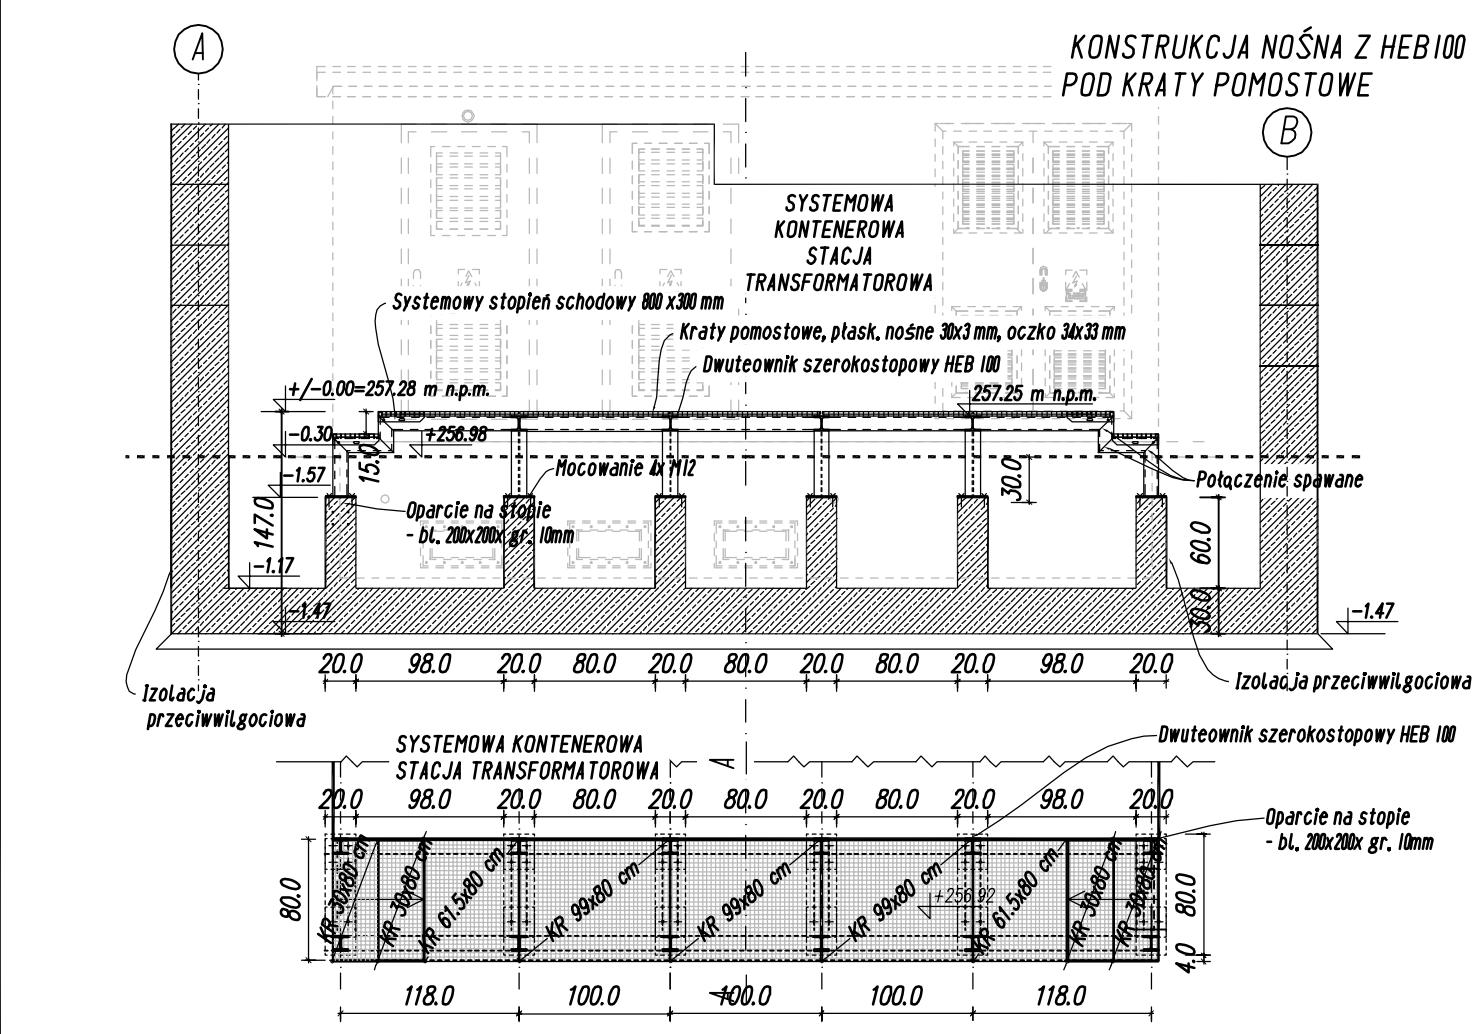 A
KONSTRUKCJA NOŚNA Z HEB100
POD KRATY POMOSTOWE
B
SYSTEMOWA
KONTENEROWA
STACJA
TRANSFORMATOROWA
Systemowy stopień schodowy 800 x300 mm
Kraty pomostowe, płask. nośne 30x3 mm, oczko 34x33 mm
Dwuteownik szerokostopowy HEB 100
+/-0.00=257.28 m n.p.m.
257.25 m n.p.m.
-0.30
+256.98
15.0
Mocowanie 4x M12
30.0
-1.57
Połączenie spawane
Oparcie na stopie
- bl. 200x200x gr. 10mm
147.0
60.0
-1.17
-1.47
30.0
-1.47
20.0 98.0 20.0 80.0 20.0 80.0 20.0 80.0 20.0 98.0 20.0
Izolacja
przeciwwilgociowa
Izolacja przeciwwilgociowa
SYSTEMOWA KONTENEROWA
STACJA TRANSFORMATOROWA
A
Dwuteownik szerokostopowy HEB 100
20.0 98.0 20.0 80.0 20.0 80.0 20.0 80.0 20.0 98.0 20.0
Oparcie na stopie
- bl. 200x200x gr. 10mm
80.0
KR 30x80 cm
KR 30x80 cm
KR 61.5x80 cm
KR 99x80 cm
KR 99x80 cm
KR 99x80 cm
+256.92
KR 61.5x80 cm
KR 30x80 cm
KR 30x80 cm
80.0
4.0
A
118.0 100.0 100.0 100.0 118.0